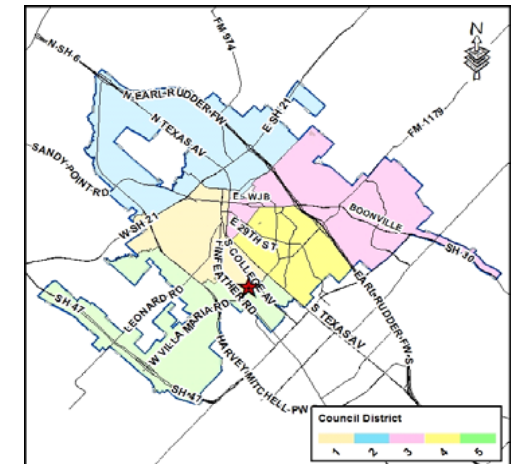 N-SH-6
FM 974
N
N-EARL-RUDDER-FW
E SH 21
FM-1179
N TEXAS AV
SANDY-POINT-RD
E WJB
BOONVILLE
W-SH 21
E 29TH ST
SH-30
S COLLEGE AV
FINFEATHER RD
EARL-RUDDER-FW-S
LEONARD RD
W VILLA MARIA-RD
S TEXAS AV
SH-47
HARVEY-MITCHELL-PW
SH-47
Council District
1 2 3 4 5